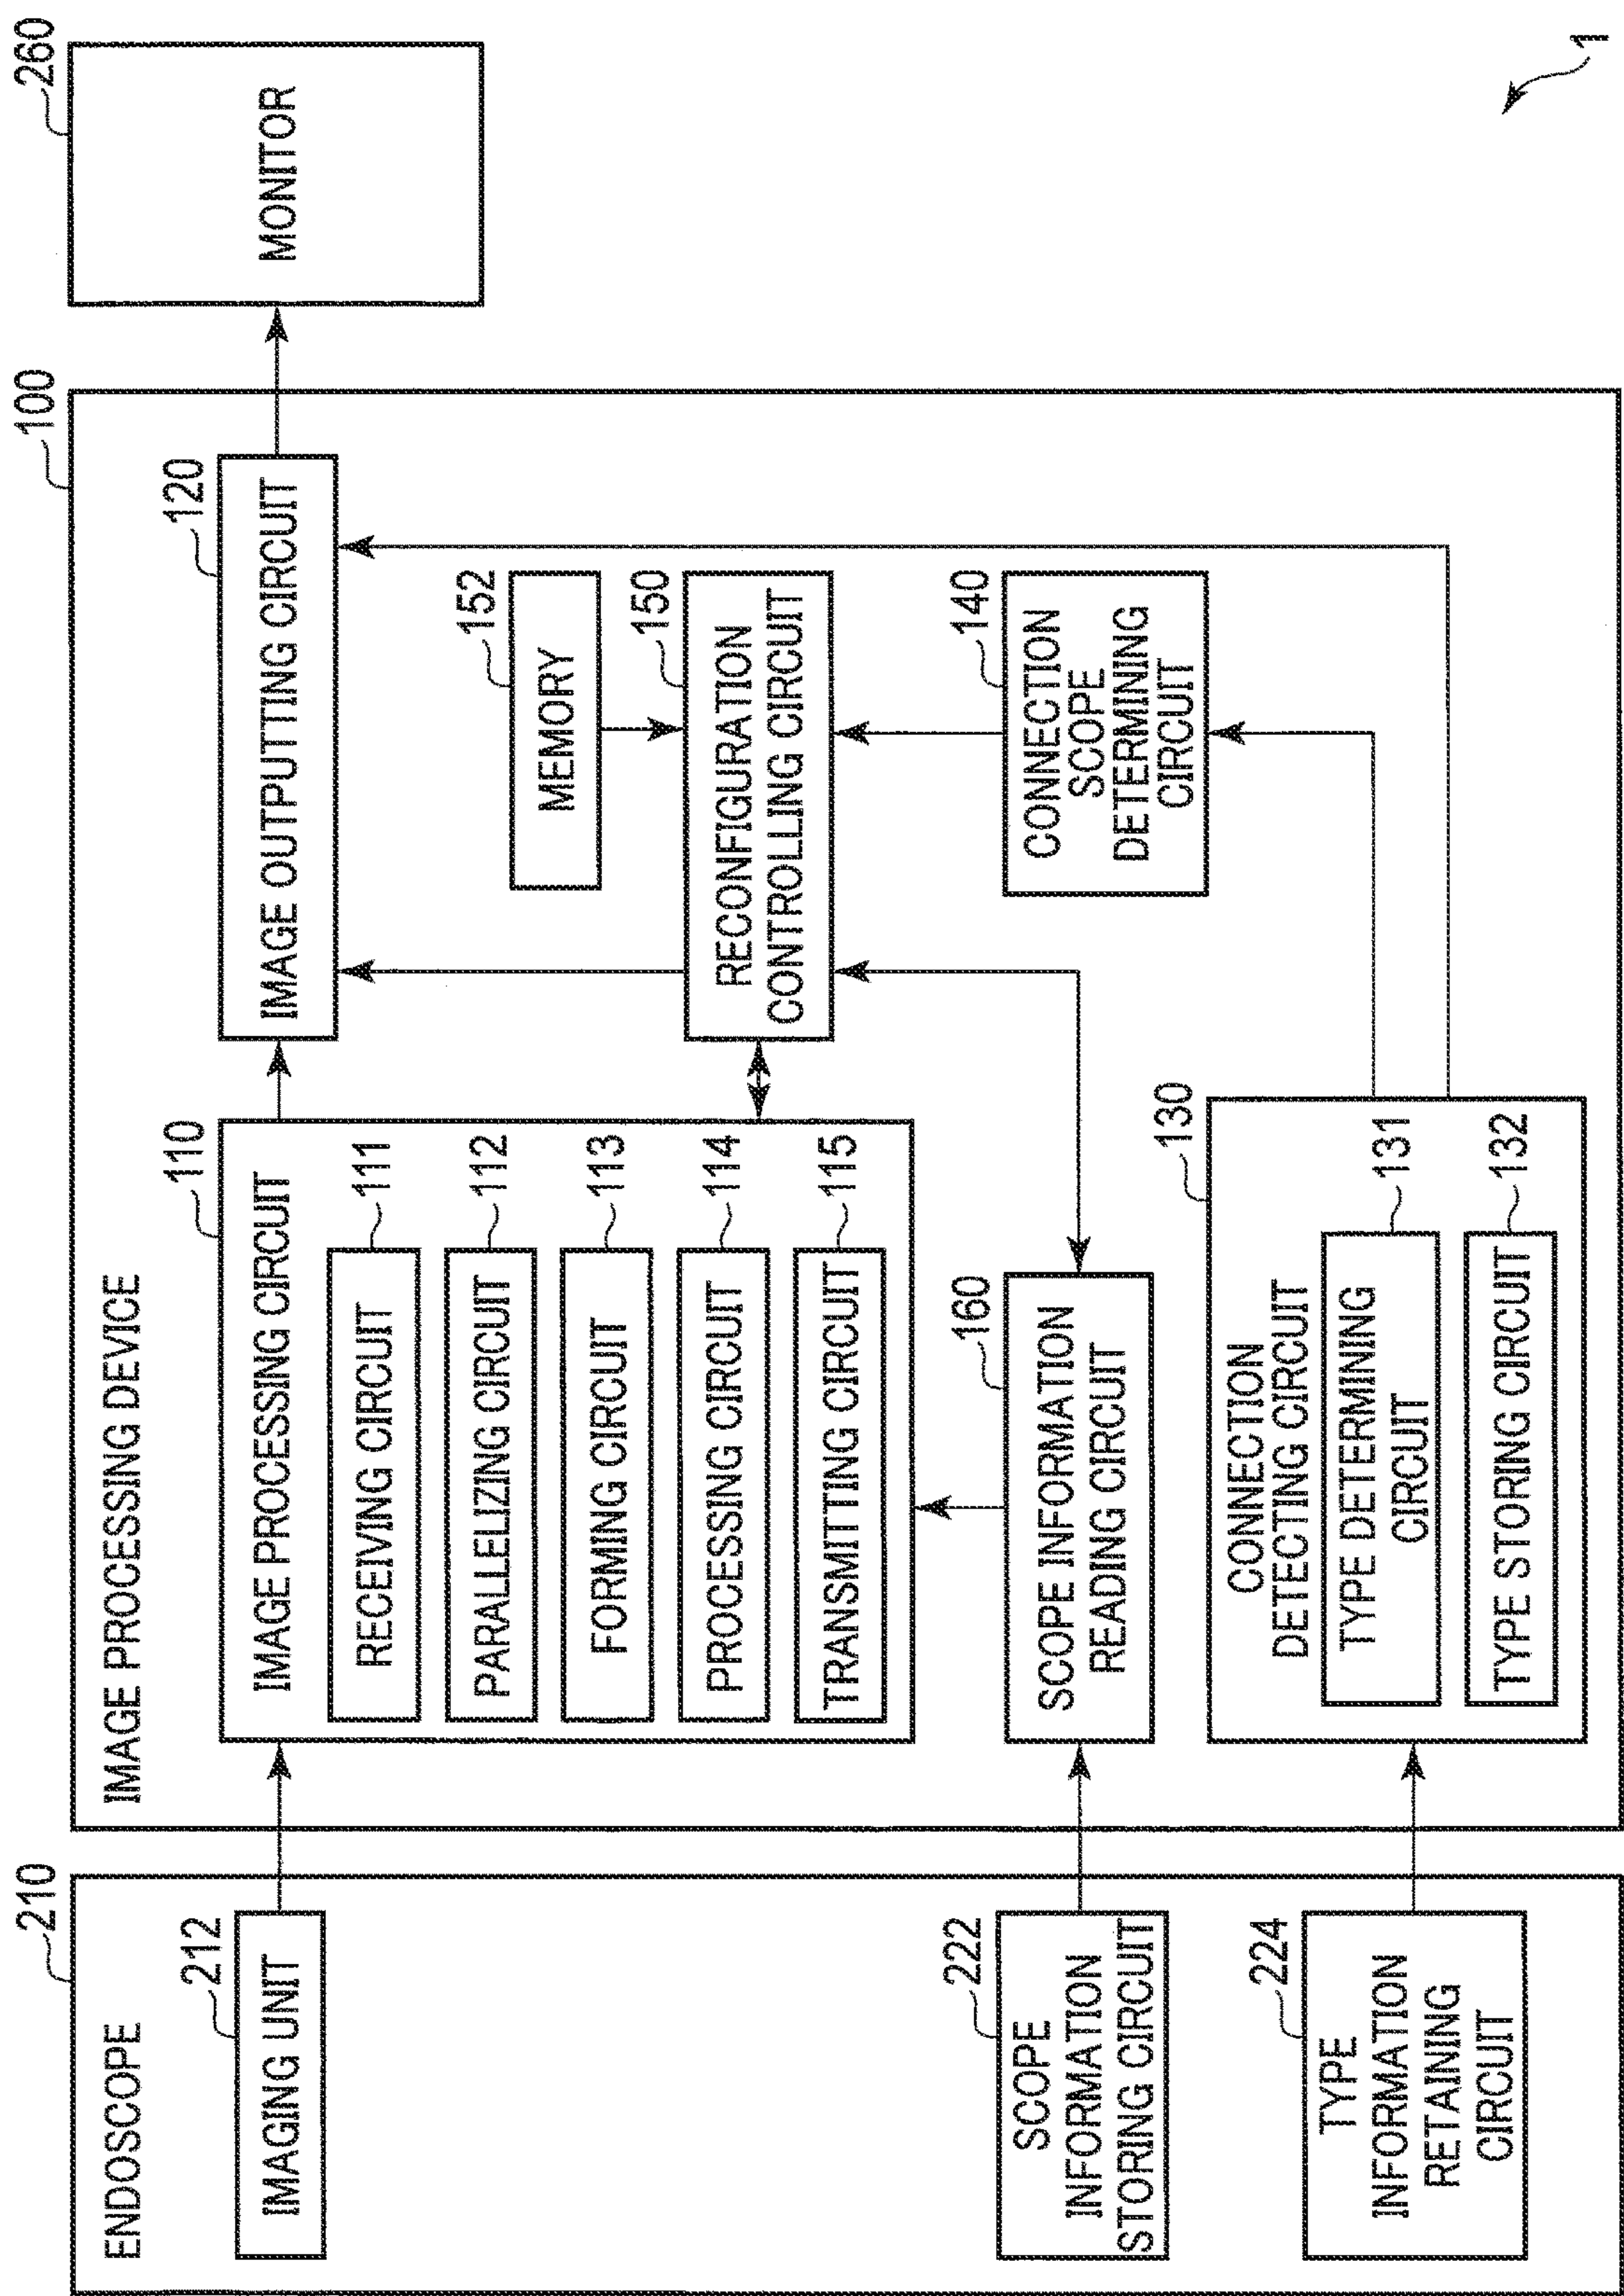 1
210
ENDOSCOPE
212
IMAGING UNIT
222
SCOPE
INFORMATION
STORING CIRCUIT
224
TYPE
INFORMATION
RETAINING
CIRCUIT
100
IMAGE PROCESSING DEVICE
110
IMAGE PROCESSING CIRCUIT
RECEIVING CIRCUIT
111
PARALLELIZING CIRCUIT
112
FORMING CIRCUIT
113
PROCESSING CIRCUIT
114
TRANSMITTING CIRCUIT
115
160
SCOPE INFORMATION
READING CIRCUIT
130
CONNECTION
DETECTING CIRCUIT
TYPE DETERMINING
CIRCUIT
131
TYPE STORING CIRCUIT
132
120
IMAGE OUTPUTTING CIRCUIT
152
MEMORY
150
RECONFIGURATION
CONTROLLING CIRCUIT
140
CONNECTION
SCOPE
DETERMINING
CIRCUIT
260
MONITOR